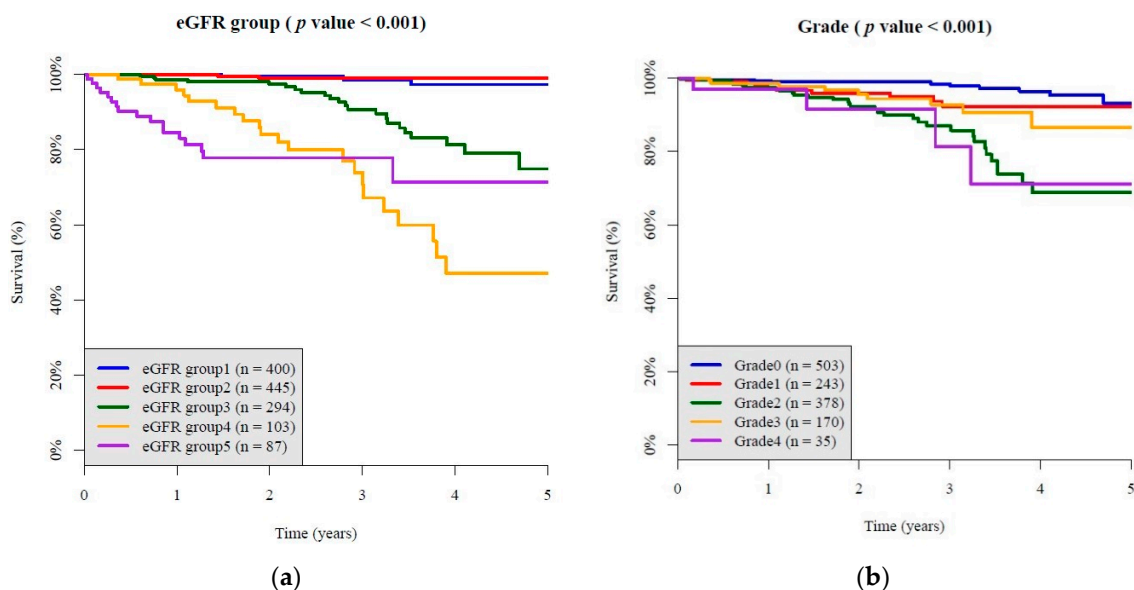 eGFR group ( p value < 0.001)
Survival (%)
100%
80%
60%
40%
20%
0%
eGFR group1 (n = 400)
eGFR group2 (n = 445)
eGFR group3 (n = 294)
eGFR group4 (n = 103)
eGFR group5 (n = 87)
0 1 2 3 4 5
Time (years)
(a)
Grade ( p value < 0.001)
Survival (%)
100%
80%
60%
40%
20%
0%
Grade0 (n = 503)
Grade1 (n = 243)
Grade2 (n = 378)
Grade3 (n = 170)
Grade4 (n = 35)
0 1 2 3 4 5
Time (years)
(b)